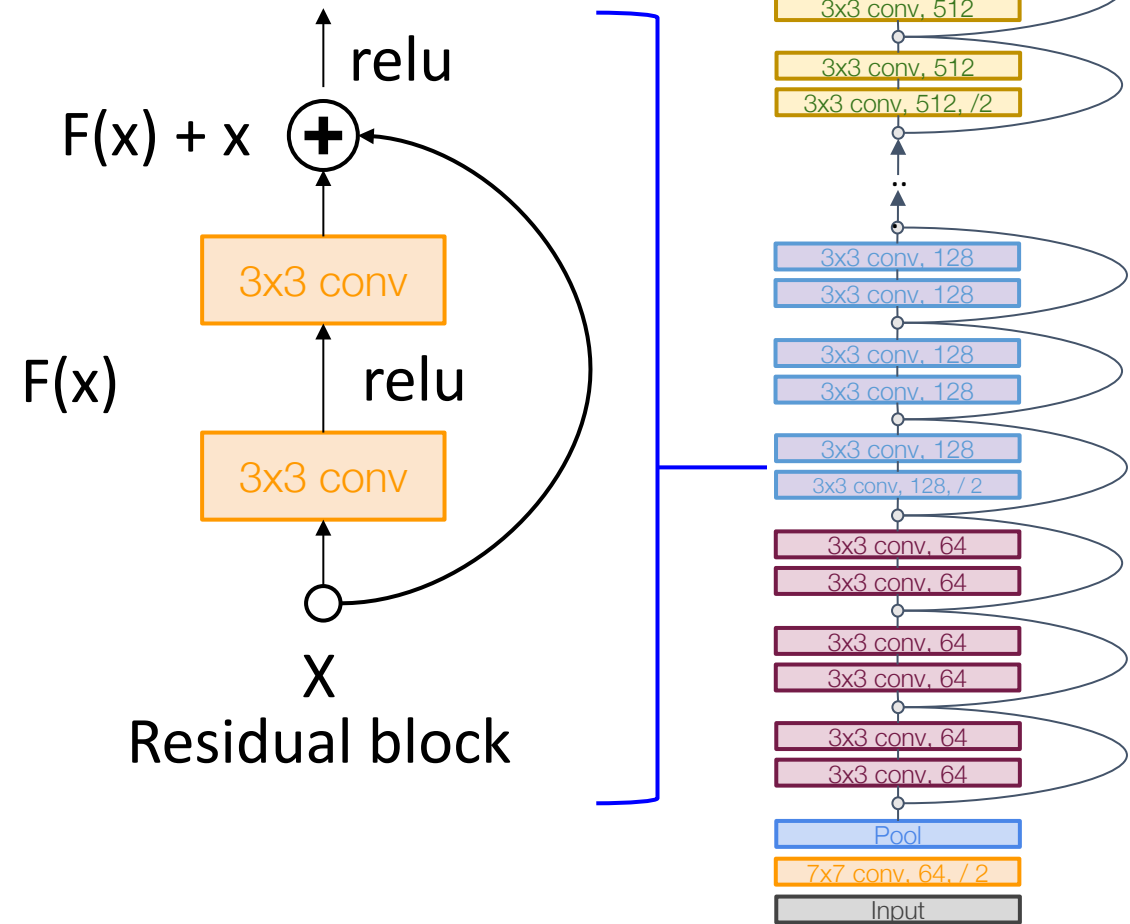 relu
F(x) + x
3x3 conv
F(x)
relu
3x3 conv
X
Residual block
3x3 conv, 512
3x3 conv, 512
3x3 conv, 512, /2
..
3x3 conv, 128
3x3 conv, 128
3x3 conv, 128
3x3 conv, 128
3x3 conv, 128
3x3 conv, 128, / 2
3x3 conv, 64
3x3 conv, 64
3x3 conv, 64
3x3 conv, 64
3x3 conv, 64
3x3 conv, 64
Pool
7x7 conv, 64, / 2
Input